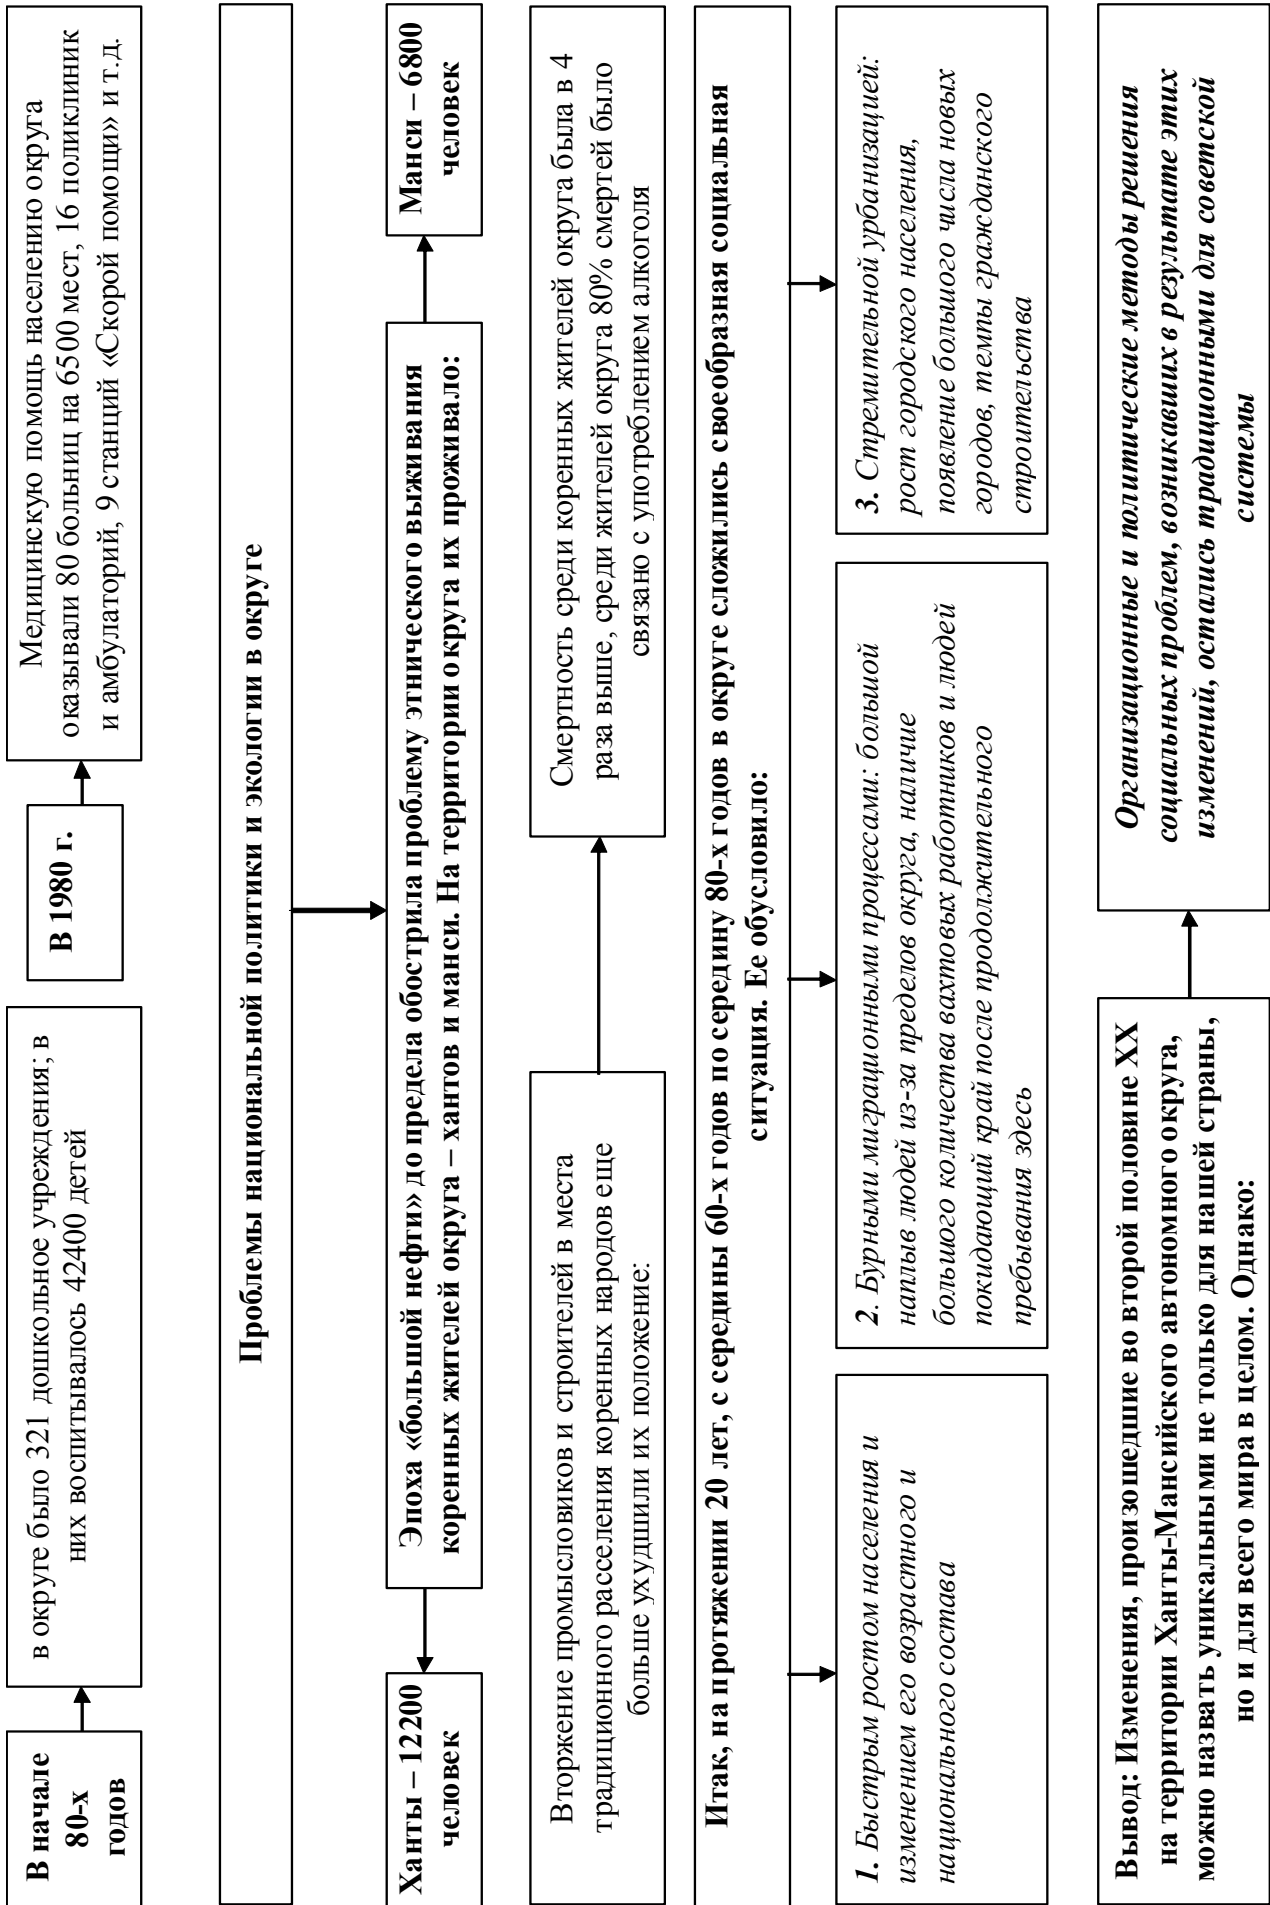 В начале
80-х
годов
в округе было 321 дошкольное учреждения; в
них воспитывалось 42400 детей
В 1980 г.
Медицинскую помощь населению округа
оказывали 80 больниц на 6500 мест, 16 поликлиник
и амбулаторий, 9 станций «Скорой помощи» и т.д.
Проблемы национальной политики и экологии в округе
Ханты – 12200
человек
Эпоха «большой нефти» до предела обострила проблему этнического выживания
коренных жителей округа – хантов и манси. На территории округа их проживало:
Манси – 6800
человек
Вторжение промысловиков и строителей в места
традиционного расселения коренных народов еще
больше ухудшили их положение:
Смертность среди коренных жителей округа была в 4
раза выше, среди жителей округа 80% смертей было
связано с употреблением алкоголя
Итак, на протяжении 20 лет, с середины 60-х годов по середину 80-х годов в округе сложились своеобразная социальная
ситуация. Ее обусловило:
1. Быстрым ростом населения и
изменением его возрастного и
национального состава
2. Бурными миграционными процессами: большой
наплыв людей из-за пределов округа, наличие
большого количества вахтовых работников и людей
покидающий край после продолжительного
пребывания здесь
3. Стремительной урбанизацией:
рост городского населения,
появление большого числа новых
городов, темпы гражданского
строительства
Вывод: Изменения, произошедшие во второй половине XX
на территории Ханты-Мансийского автономного округа,
можно назвать уникальными не только для нашей страны,
но и для всего мира в целом. Однако:
Организационные и политические методы решения
социальных проблем, возникавших в результате этих
изменений, остались традиционными для советской
системы